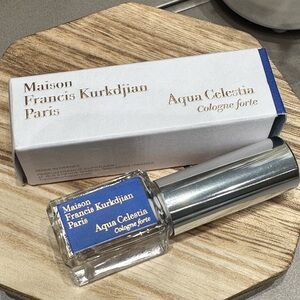 Maison
Francis Kurkdjian
Paris
Aqua Celestia
Cologne forte
Maison
Francis Kurkdjian
Paris
Aqua Celestia
Cologne forte